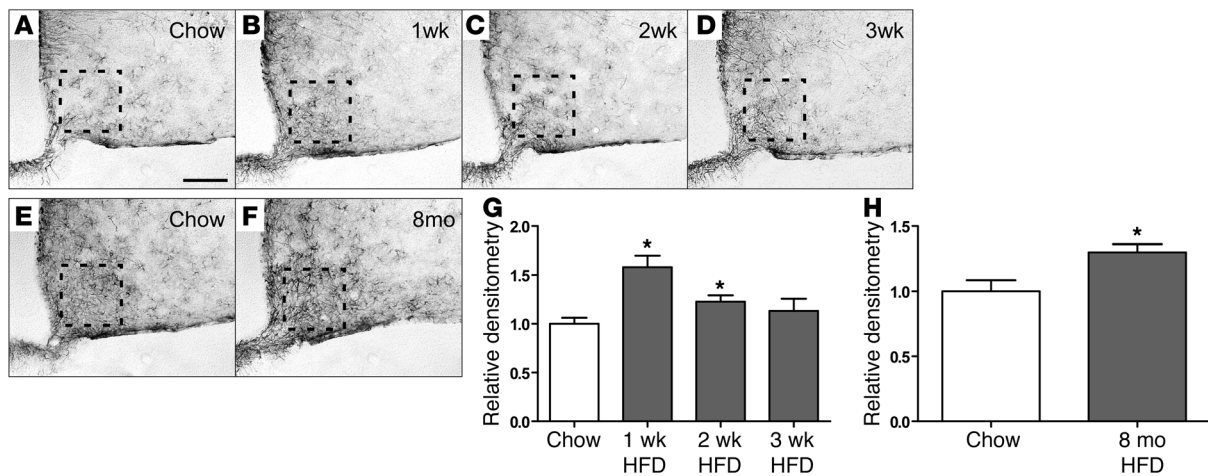 A Chow
B 1wk
C 2wk
D 3wk
E Chow
F 8mo
G
Relative densitometry
2.0
1.5
1.0
0.5
0.0
*
*
Chow 1 wk 2 wk 3 wk
HFD HFD HFD
H
Relative densitometry
1.5
1.0
0.5
0.0
*
Chow 8 mo
HFD